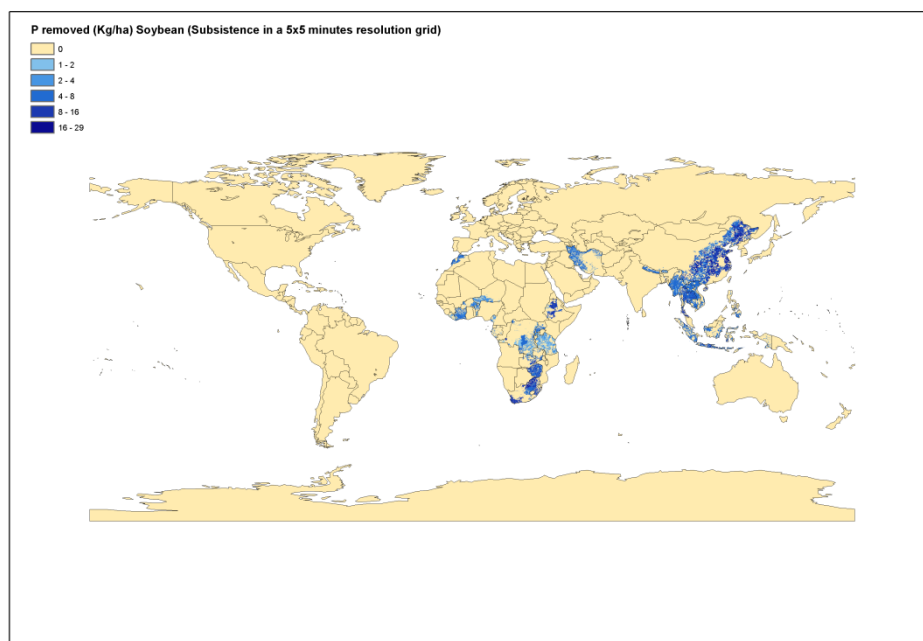 P removed (Kg/ha) Soybean (Subsistence in a 5x5 minutes resolution grid)
0
1 - 2
2 - 4
4 - 8
8 - 16
16 - 29